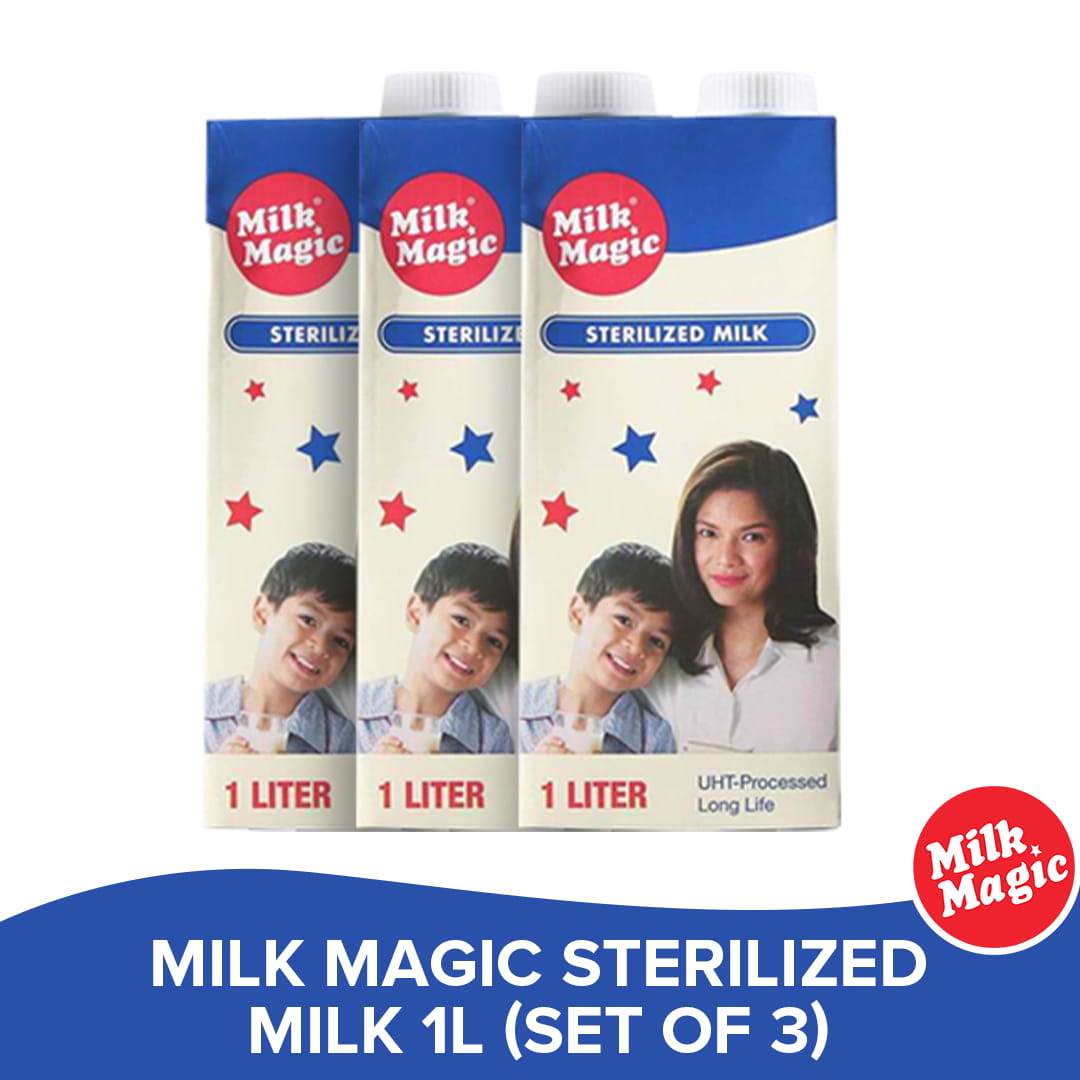 Milk®
Magic
STERILIZ
1 LITER
Milk®
Magic
STERILIZE
1 LITER
Milk®
Magic
STERILIZED MILK
1 LITER
UHT-Processed
Long Life
Milk
Magic
MILK MAGIC STERILIZED
MILK 1L (SET OF 3)